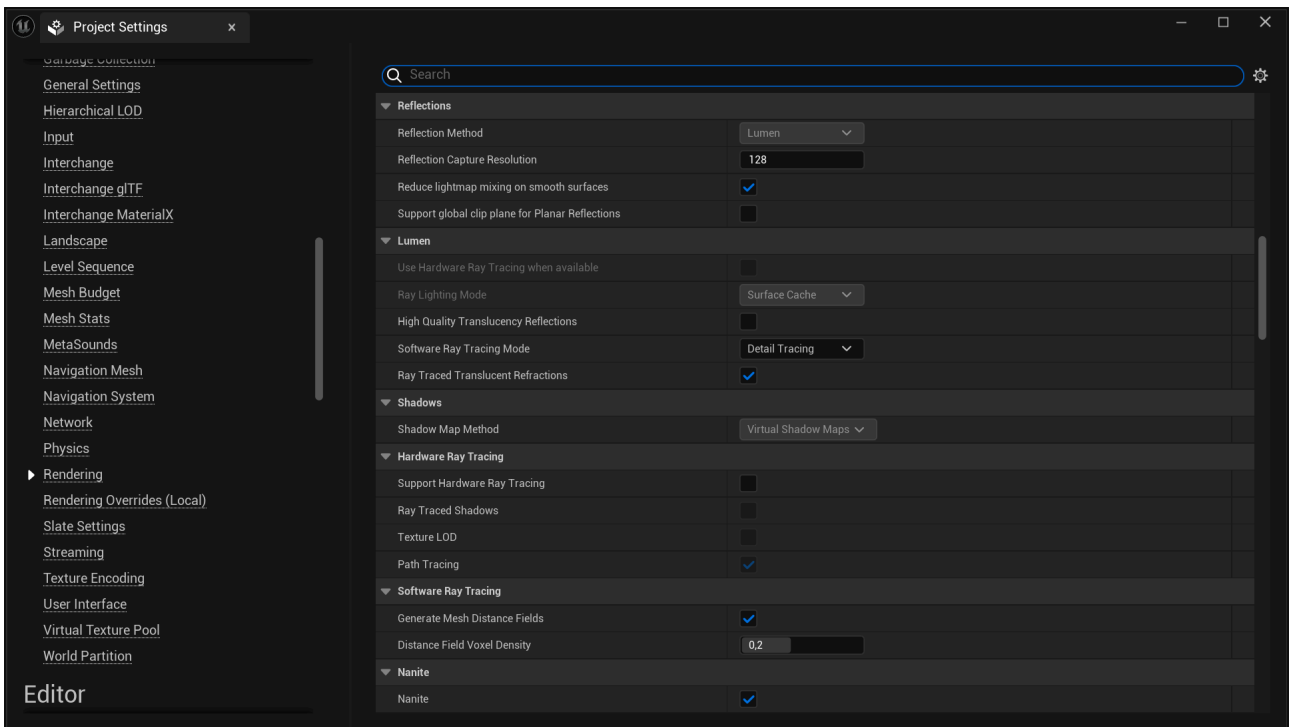 Project Settings
Garbage Collection
General Settings
Hierarchical LOD
Input
Interchange
Interchange glTF
Interchange MaterialX
Landscape
Level Sequence
Mesh Budget
Mesh Stats
MetaSounds
Navigation Mesh
Navigation System
Network
Physics
Rendering
Rendering Overrides (Local)
Slate Settings
Streaming
Texture Encoding
User Interface
Virtual Texture Pool
World Partition
Editor
Search
Reflections
Reflection Method Lumen
Reflection Capture Resolution 128
Reduce lightmap mixing on smooth surfaces
Support global clip plane for Planar Reflections
Lumen
Use Hardware Ray Tracing when available
Ray Lighting Mode Surface Cache
High Quality Translucency Reflections
Software Ray Tracing Mode Detail Tracing
Ray Traced Translucent Refractions
Shadows
Shadow Map Method Virtual Shadow Maps
Hardware Ray Tracing
Support Hardware Ray Tracing
Ray Traced Shadows
Texture LOD
Path Tracing
Software Ray Tracing
Generate Mesh Distance Fields
Distance Field Voxel Density 0,2
Nanite
Nanite